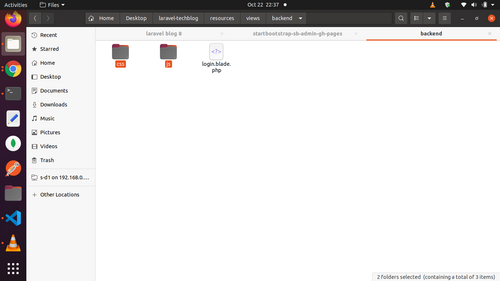 Activities
Files
Oct 22 22:37
Home
Desktop
laravel-techblog
resources
views
backend
laravel blog 8
startbootstrap-sb-admin-gh-pages
backend
Recent
Starred
Home
Desktop
Documents
Downloads
Music
Pictures
Videos
Trash
s-d1 on 192.168.0....
Other Locations
css
js
login.blade.
php
2 folders selected (containing a total of 3 items)